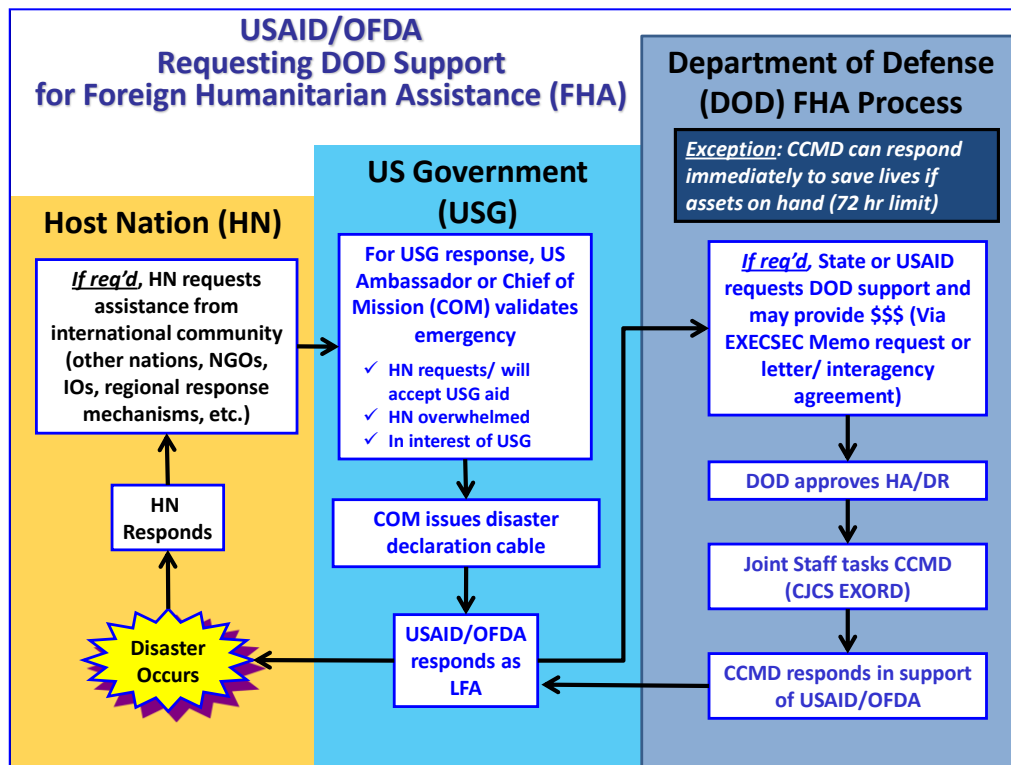 USAID/OFDA
Requesting DOD Support
for Foreign Humanitarian Assistance (FHA)
Host Nation (HN)
If req'd, HN requests
assistance from
international community
(other nations, NGOs,
IOs, regional response
mechanisms, etc.)
HN
Responds
Disaster
Occurs
US Government
(USG)
For USG response, US
Ambassador or Chief of
Mission (COM) validates
emergency
✓ HN requests/ will
accept USG aid
✓ HN overwhelmed
✓ In interest of USG
COM issues disaster
declaration cable
USAID/OFDA
responds as
LFA
Department of Defense
(DOD) FHA Process
Exception: CCMD can respond
immediately to save lives if
assets on hand (72 hr limit)
If req'd, State or USAID
requests DOD support and
may provide $$$ (Via
EXECSEC Memo request or
letter/ interagency
agreement)
DOD approves HA/DR
Joint Staff tasks CCMD
(CJCS EXORD)
CCMD responds in support
of USAID/OFDA